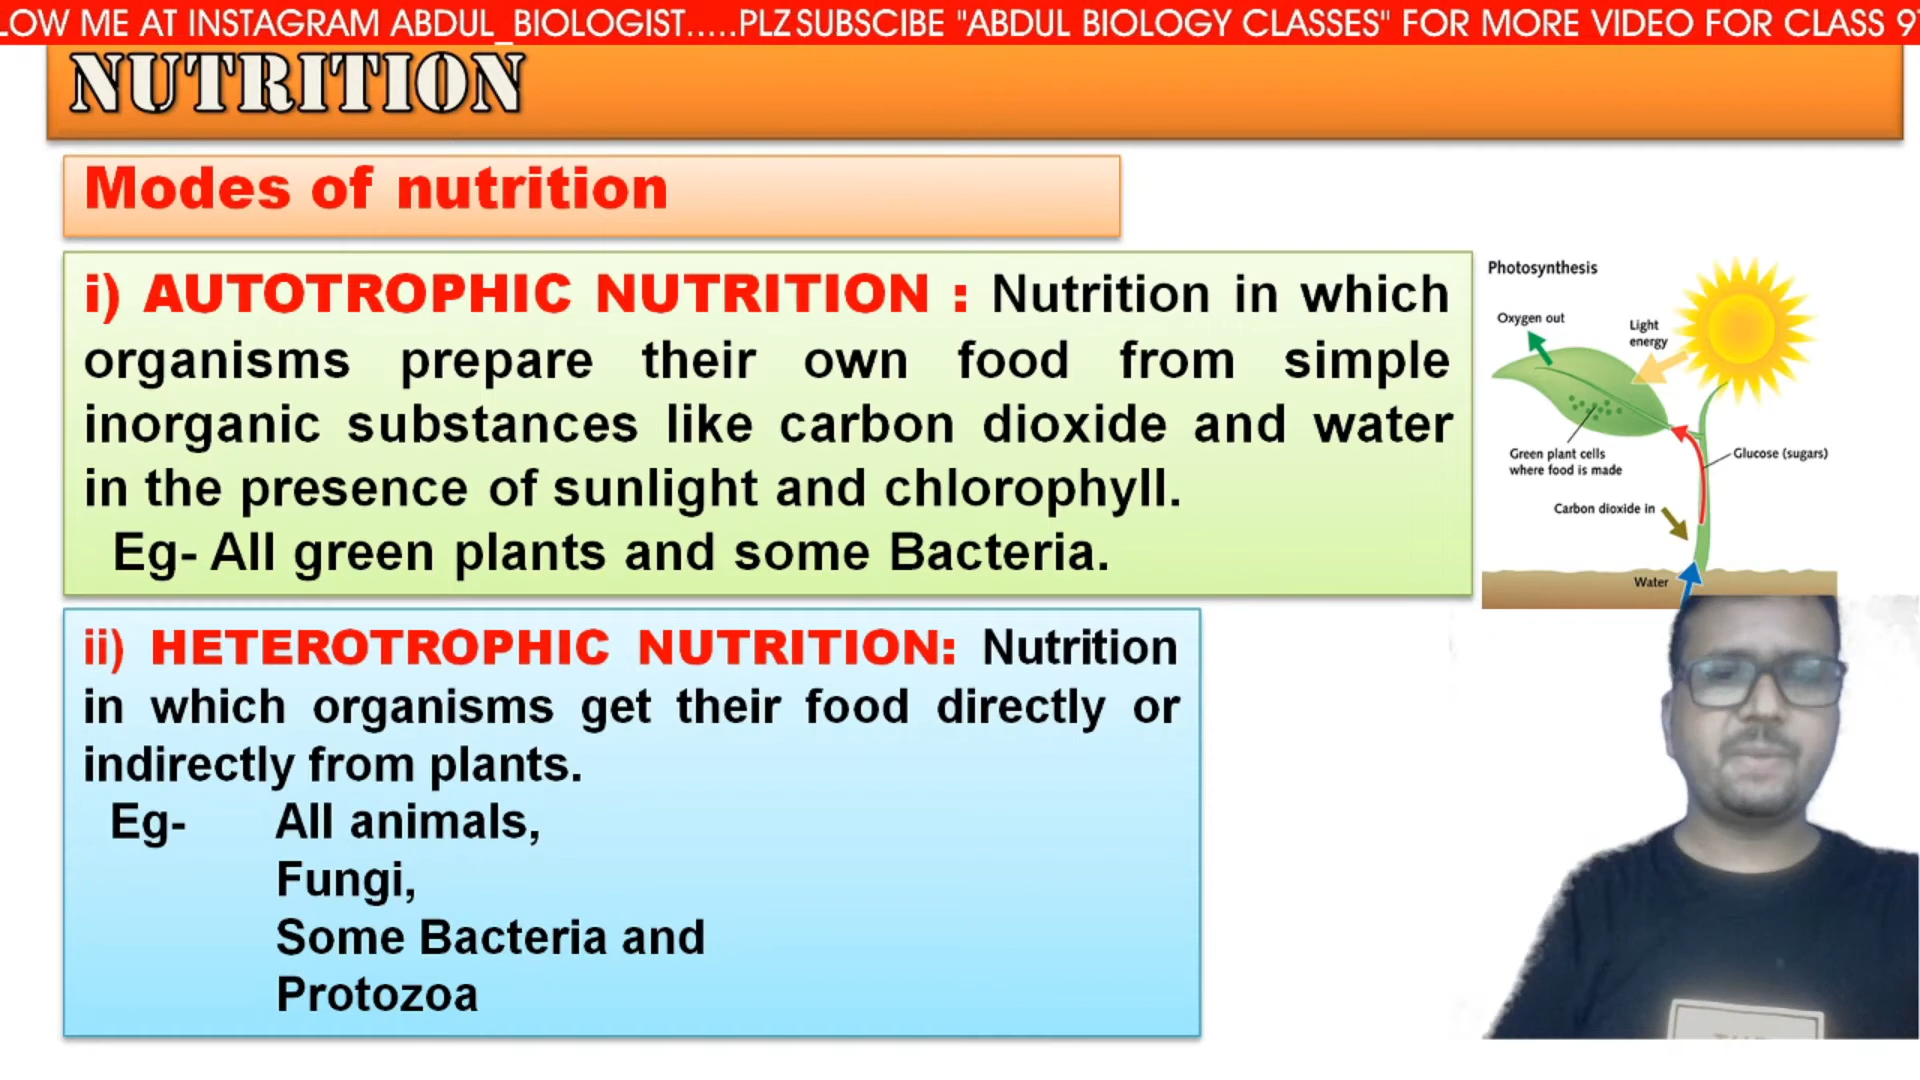 LOW ME AT INSTAGRAM ABDUL_BIOLOGIST.....PLZ SUBSCIBE "ABDUL BIOLOGY CLASSES" FOR MORE VIDEO FOR CLASS
NUTRITION
Modes of nutrition
i) AUTOTROPHIC NUTRITION : Nutrition in which
organisms prepare their own food from simple
inorganic substances like carbon dioxide and water
in the presence of sunlight and chlorophyll.
Eg- All green plants and some Bacteria.
Photosynthesis
Oxygen out
Light
energy
Green plant cells
where food is made
Glucose (sugars)
Carbon dioxide in
Water
ii) HETEROTROPHIC NUTRITION: Nutrition
in which organisms get their food directly or
indirectly from plants.
Eg- All animals,
Fungi,
Some Bacteria and
Protozoa